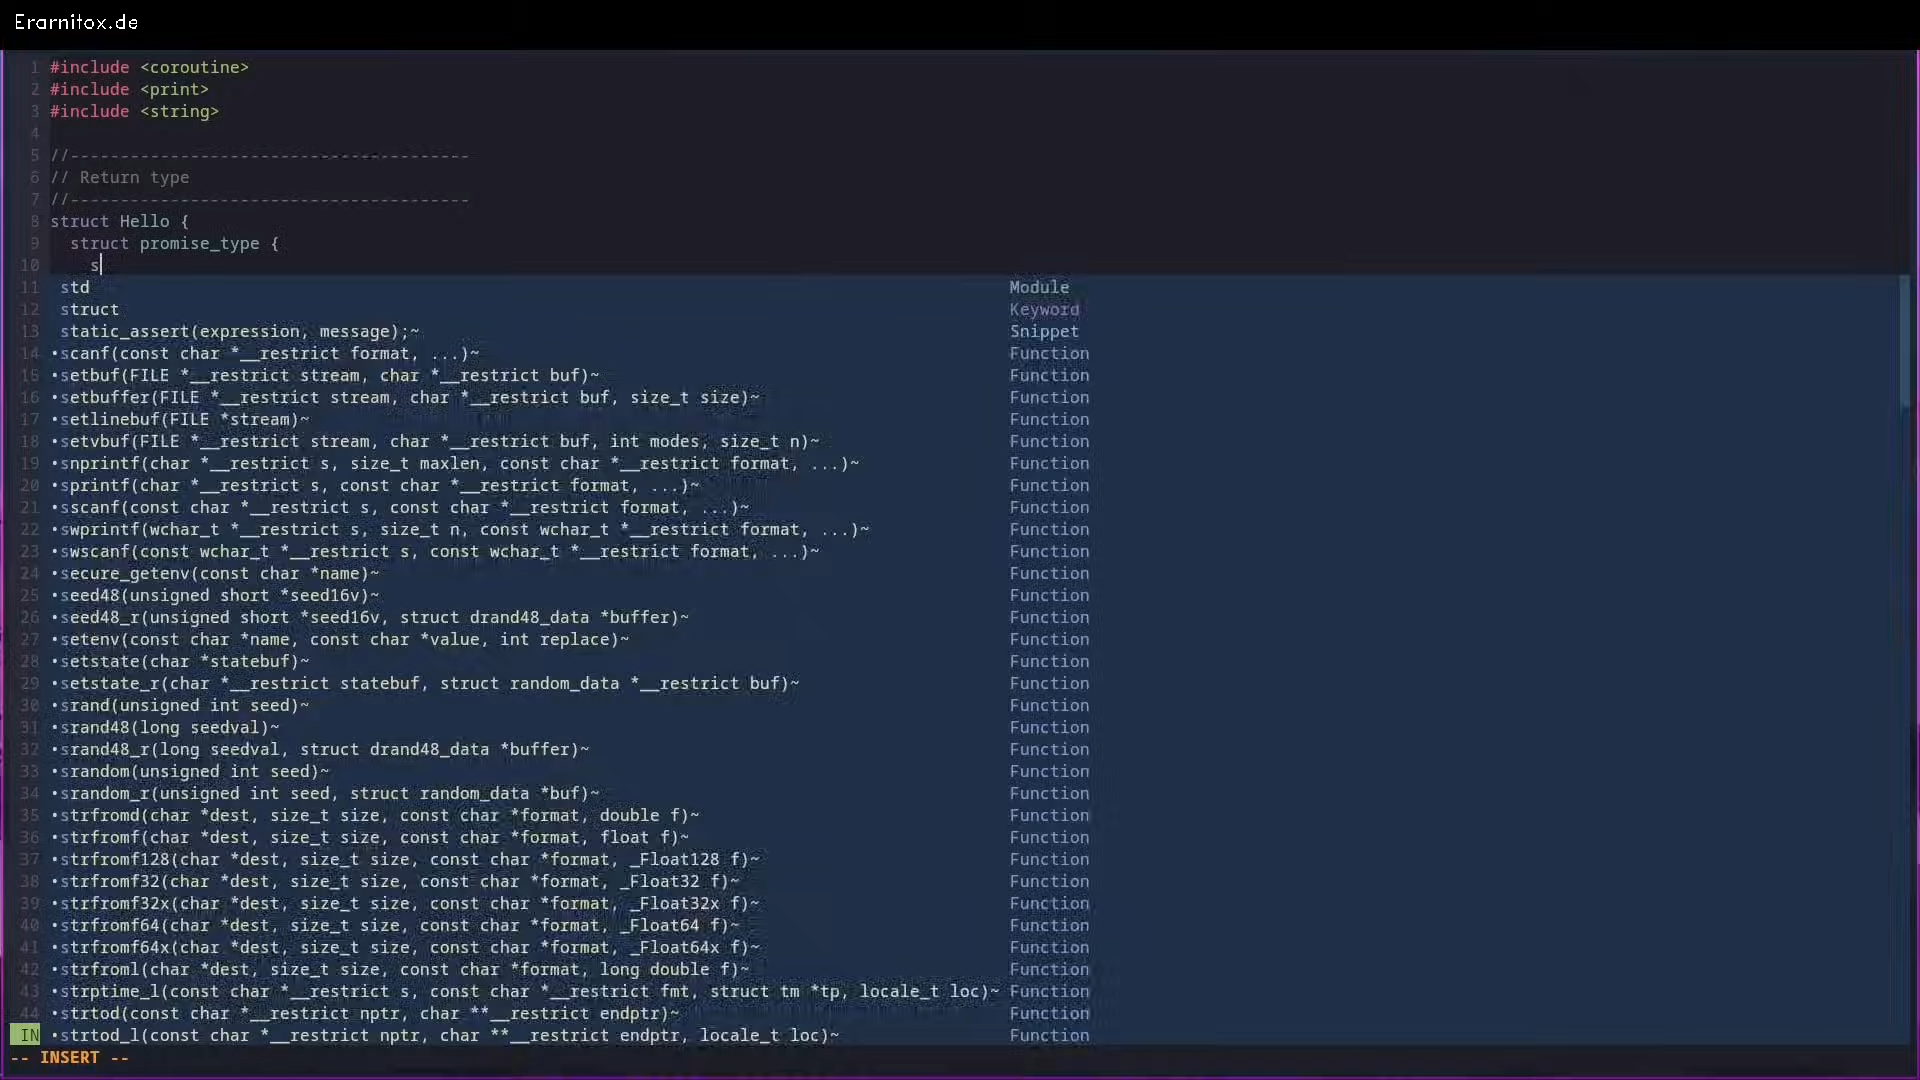 Erarnitox.de
1 #include <coroutine>
2 #include <print>
3 #include <string>
4
5 //----------------------------------------
6 // Return type
7 //----------------------------------------
8 struct Hello {
9   struct promise_type {
10     s
11 std Module
12 struct Keyword
13 static_assert(expression, message);~ Snippet
14 •scanf(const char *__restrict format, ...)~ Function
15 •setbuf(FILE *__restrict stream, char *__restrict buf)~ Function
16 •setbuffer(FILE *__restrict stream, char *__restrict buf, size_t size)~ Function
17 •setlinebuf(FILE *stream)~ Function
18 •setvbuf(FILE *__restrict stream, char *__restrict buf, int modes, size_t n)~ Function
19 •snprintf(char *__restrict s, size_t maxlen, const char *__restrict format, ...)~ Function
20 •sprintf(char *__restrict s, const char *__restrict format, ...)~ Function
21 •sscanf(const char *__restrict s, const char *__restrict format, ...)~ Function
22 •swprintf(wchar_t *__restrict s, size_t n, const wchar_t *__restrict format, ...)~ Function
23 •swscanf(const wchar_t *__restrict s, const wchar_t *__restrict format, ...)~ Function
24 •secure_getenv(const char *name)~ Function
25 •seed48(unsigned short *seed16v)~ Function
26 •seed48_r(unsigned short *seed16v, struct drand48_data *buffer)~ Function
27 •setenv(const char *name, const char *value, int replace)~ Function
28 •setstate(char *statebuf)~ Function
29 •setstate_r(char *__restrict statebuf, struct random_data *__restrict buf)~ Function
30 •srand(unsigned int seed)~ Function
31 •srand48(long seedval)~ Function
32 •srand48_r(long seedval, struct drand48_data *buffer)~ Function
33 •srandom(unsigned int seed)~ Function
34 •srandom_r(unsigned int seed, struct random_data *buf)~ Function
35 •strfromd(char *dest, size_t size, const char *format, double f)~ Function
36 •strfromf(char *dest, size_t size, const char *format, float f)~ Function
37 •strfromf128(char *dest, size_t size, const char *format, _Float128 f)~ Function
38 •strfromf32(char *dest, size_t size, const char *format, _Float32 f)~ Function
39 •strfromf32x(char *dest, size_t size, const char *format, _Float32x f)~ Function
40 •strfromf64(char *dest, size_t size, const char *format, _Float64 f)~ Function
41 •strfromf64x(char *dest, size_t size, const char *format, _Float64x f)~ Function
42 •strfroml(char *dest, size_t size, const char *format, long double f)~ Function
43 •strptime_l(const char *__restrict s, const char *__restrict fmt, struct tm *tp, locale_t loc)~ Function
44 •strtod(const char *__restrict nptr, char **__restrict endptr)~ Function
IN •strtod_l(const char *__restrict nptr, char **__restrict endptr, locale_t loc)~ Function
-- INSERT --